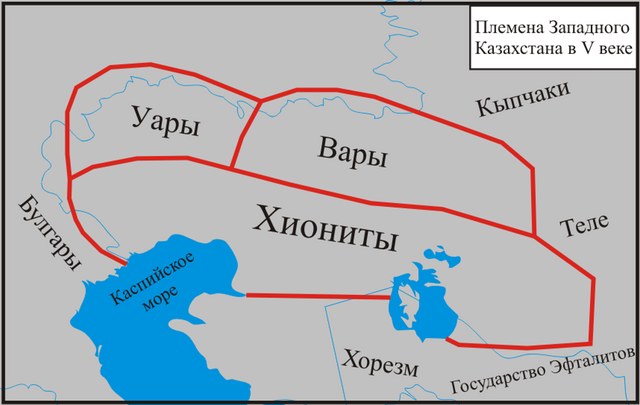 Племена Западного
Казахстана в V веке
Кыпчаки
Уары
Вары
Булгары
Хиониты
Теле
Каспийское
море
Хорезм
Государство Эфталитов